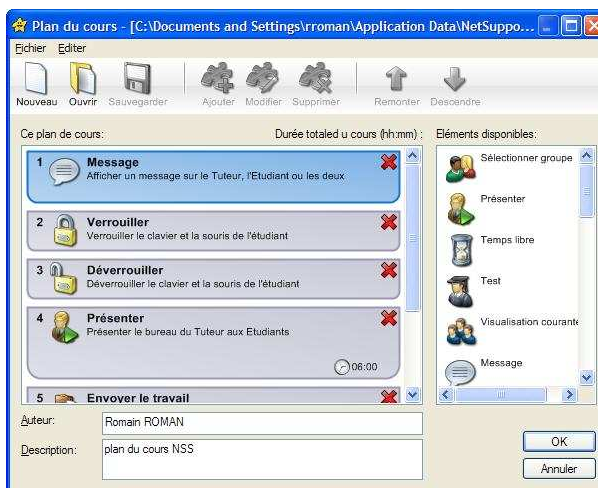 Plan du cours - [C:\Documents and Settings\rroman\Application Data\NetSuppo...
Fichier Editer
Nouveau Ouvrir Sauvegarder Ajouter Modifier Supprimer Remonter Descendre
Ce plan de cours: Durée totaled u cours (hh:mm) : Eléments disponibles:
1 Message
Afficher un message sur le Tuteur, l'Etudiant ou les deux
2 Verrouiller
Verrouiller le clavier et la souris de l'étudiant
3 Déverrouiller
Déverrouiller le clavier et la souris de l'étudiant
4 Présenter
Présenter le bureau du Tuteur aux Etudiants
06:00
5 Envoyer le travail
Sélectionner groupe
Présenter
Temps libre
Test
Visualisation courante
Message
Auteur: Romain ROMAN
Description: plan du cours NSS
OK
Annuler